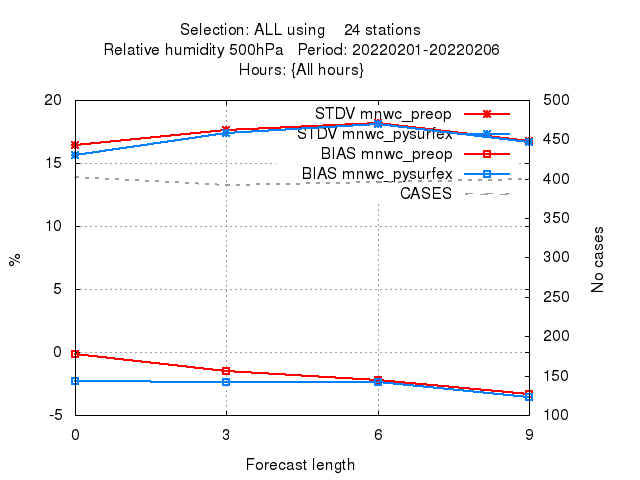 Selection: ALL using    24 stations
Relative humidity 500hPa   Period: 20220201-20220206
Hours: {All hours}
20
15
10
5
0
-5
%
500
450
400
350
300
250
200
150
100
No cases
STDV mnwc_preop
STDV mnwc_pysurfex
BIAS mnwc_preop
BIAS mnwc_pysurfex
CASES
0 3 6 9
Forecast length